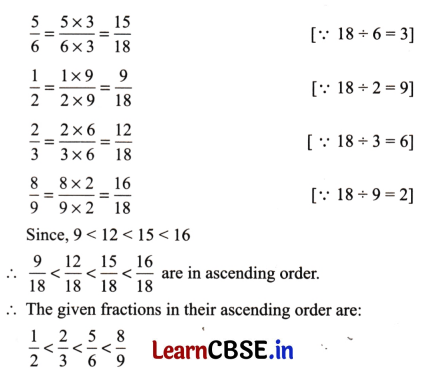 5/6 = 5 × 3/6 × 3 = 15/18 [∵ 18 ÷ 6 = 3]
1/2 = 1 × 9/2 × 9 = 9/18 [∵ 18 ÷ 2 = 9]
2/3 = 2 × 6/3 × 6 = 12/18 [∵ 18 ÷ 3 = 6]
8/9 = 8 × 2/9 × 2 = 16/18 [∵ 18 ÷ 9 = 2]
Since, 9 < 12 < 15 < 16
∴ 9/18 < 12/18 < 15/18 < 16/18 are in ascending order.
∴ The given fractions in their ascending order are:
1/2 < 2/3 < 5/6 < 8/9
LearnCBSE.in